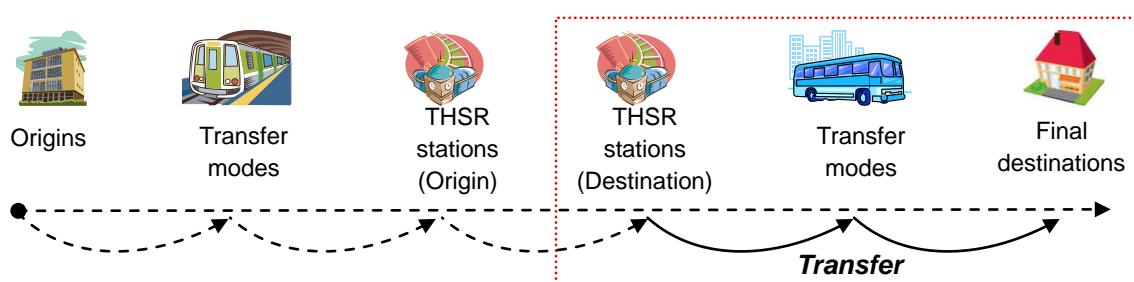 Origins
Transfer
modes
THSR
stations
(Origin)
THSR
stations
(Destination)
Transfer
modes
Final
destinations
Transfer